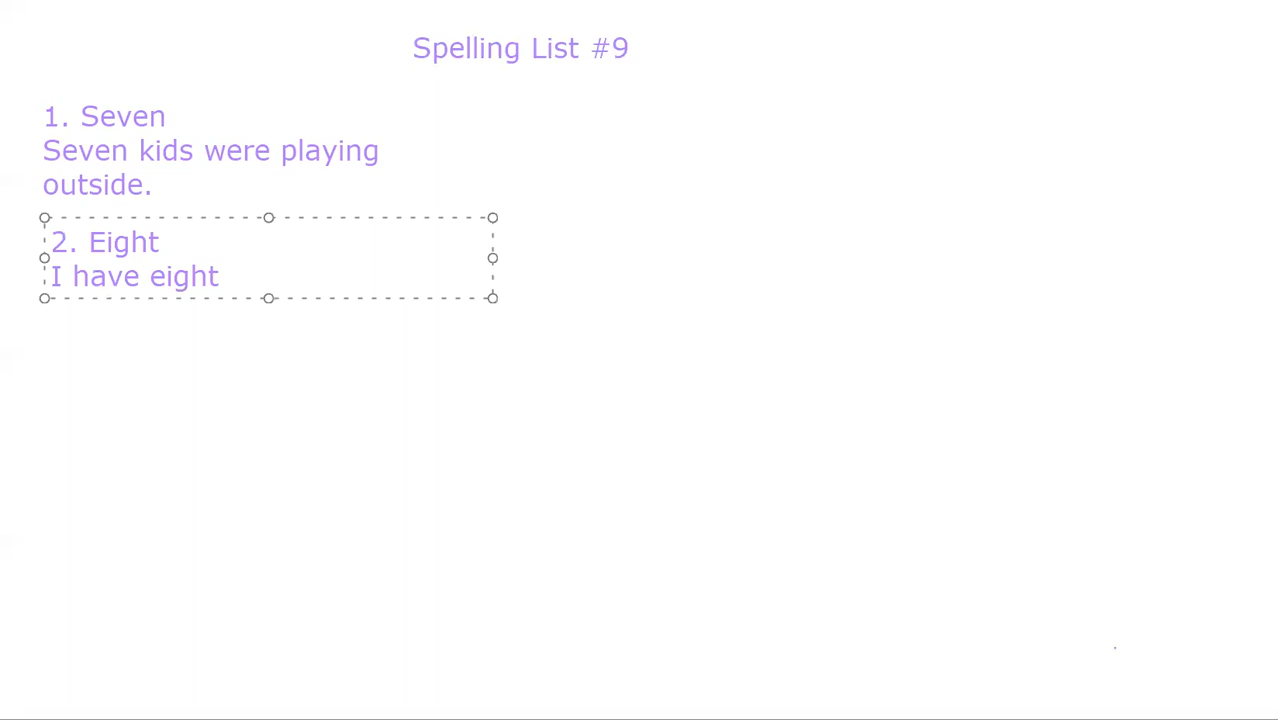 Spelling List #9
1. Seven
Seven kids were playing
outside.
2. Eight
I have eight